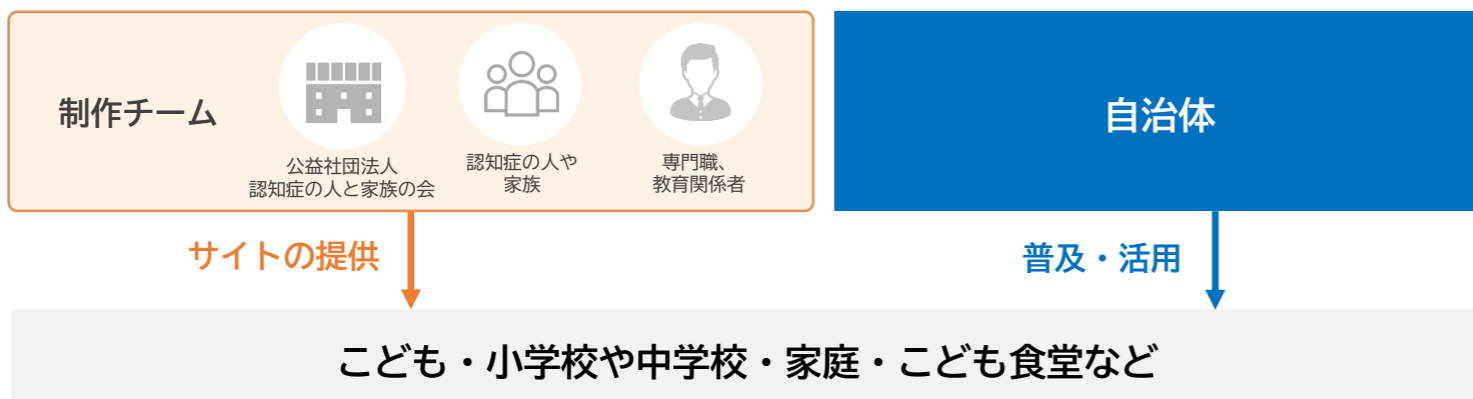 制作チーム
公益社団法人
認知症の人と家族の会
認知症の人や
家族
専門職、
教育関係者
自治体
サイトの提供
普及・活用
こども・小学校や中学校・家庭・こども食堂など